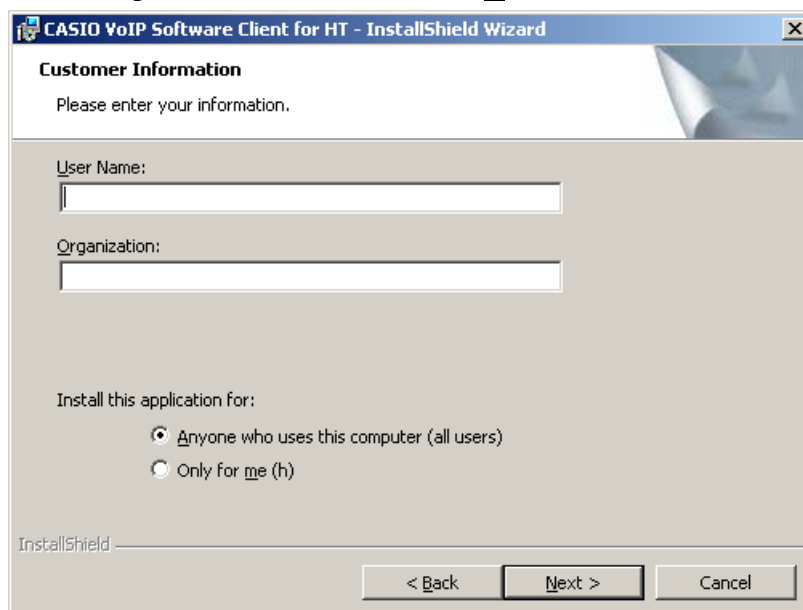 CASIO VoIP Software Client for HT - InstallShield Wizard
Customer Information
Please enter your information.
User Name:
Organization:
Install this application for:
Anyone who uses this computer (all users)
Only for me (h)
InstallShield
< Back Next > Cancel